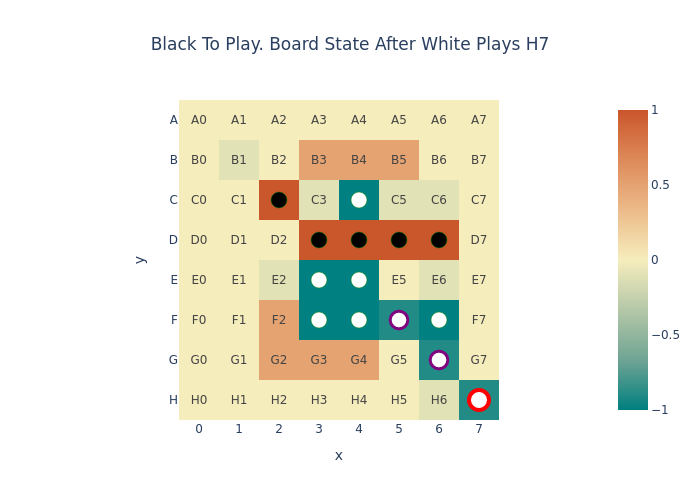 Black To Play. Board State After White Plays H7
A A0 A1 A2 A3 A4 A5 A6 A7
B B0 B1 B2 B3 B4 B5 B6 B7
C C0 C1 C3 C5 C6 C7
D D0 D1 D2 D7
E E0 E1 E2 E5 E6 E7
F F0 F1 F2 F7
G G0 G1 G2 G3 G4 G5 G7
H H0 H1 H2 H3 H4 H5 H6
0 1 2 3 4 5 6 7
x
y
1
0.5
0
−0.5
−1